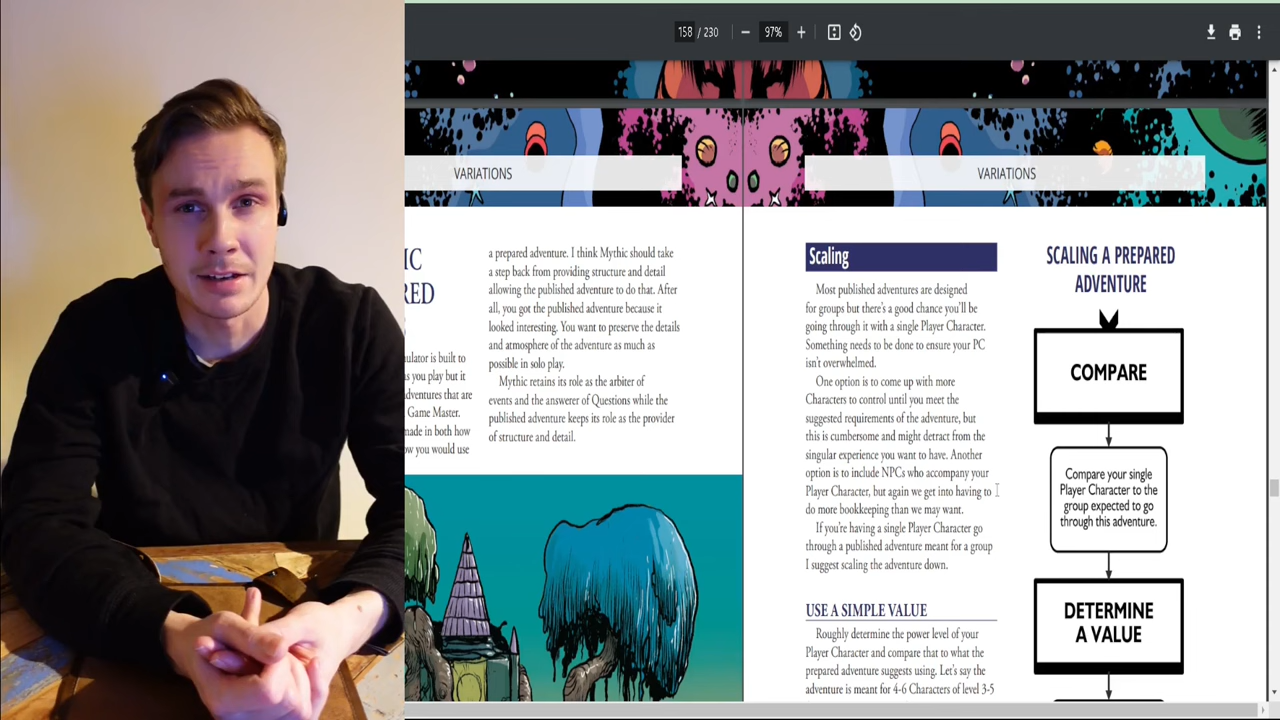 158 / 230
97%
VARIATIONS
VARIATIONS
IC
RED
ulator is built to
as you play but it
dventures that are
Game Master.
made in both how
ow you would use
a prepared adventure. I think Mythic should take
a step back from providing structure and detail
allowing the published adventure to do that. After
all, you got the published adventure because it
looked interesting. You want to preserve the details
and atmosphere of the adventure as much as
possible in solo play.
Mythic retains its role as the arbiter of
events and the answerer of Questions while the
published adventure keeps its role as the provider
of structure and detail.
Scaling
Most published adventures are designed
for groups but there's a good chance you'll be
going through it with a single Player Character.
Something needs to be done to ensure your PC
isn't overwhelmed.
One option is to come up with more
Characters to control until you meet the
suggested requirements of the adventure, but
this is cumbersome and might detract from the
singular experience you want to have. Another
option is to include NPCs who accompany your
Player Character, but again we get into having to
do more bookkeeping than we may want.
If you're having a single Player Character go
through a published adventure meant for a group
I suggest scaling the adventure down.
USE A SIMPLE VALUE
Roughly determine the power level of your
Player Character and compare that to what the
prepared adventure suggests using. Let's say the
adventure is meant for 4-6 Characters of level 3-5
SCALING A PREPARED
ADVENTURE
COMPARE
Compare your single
Player Character to the
group expected to go
through this adventure.
DETERMINE
A VALUE